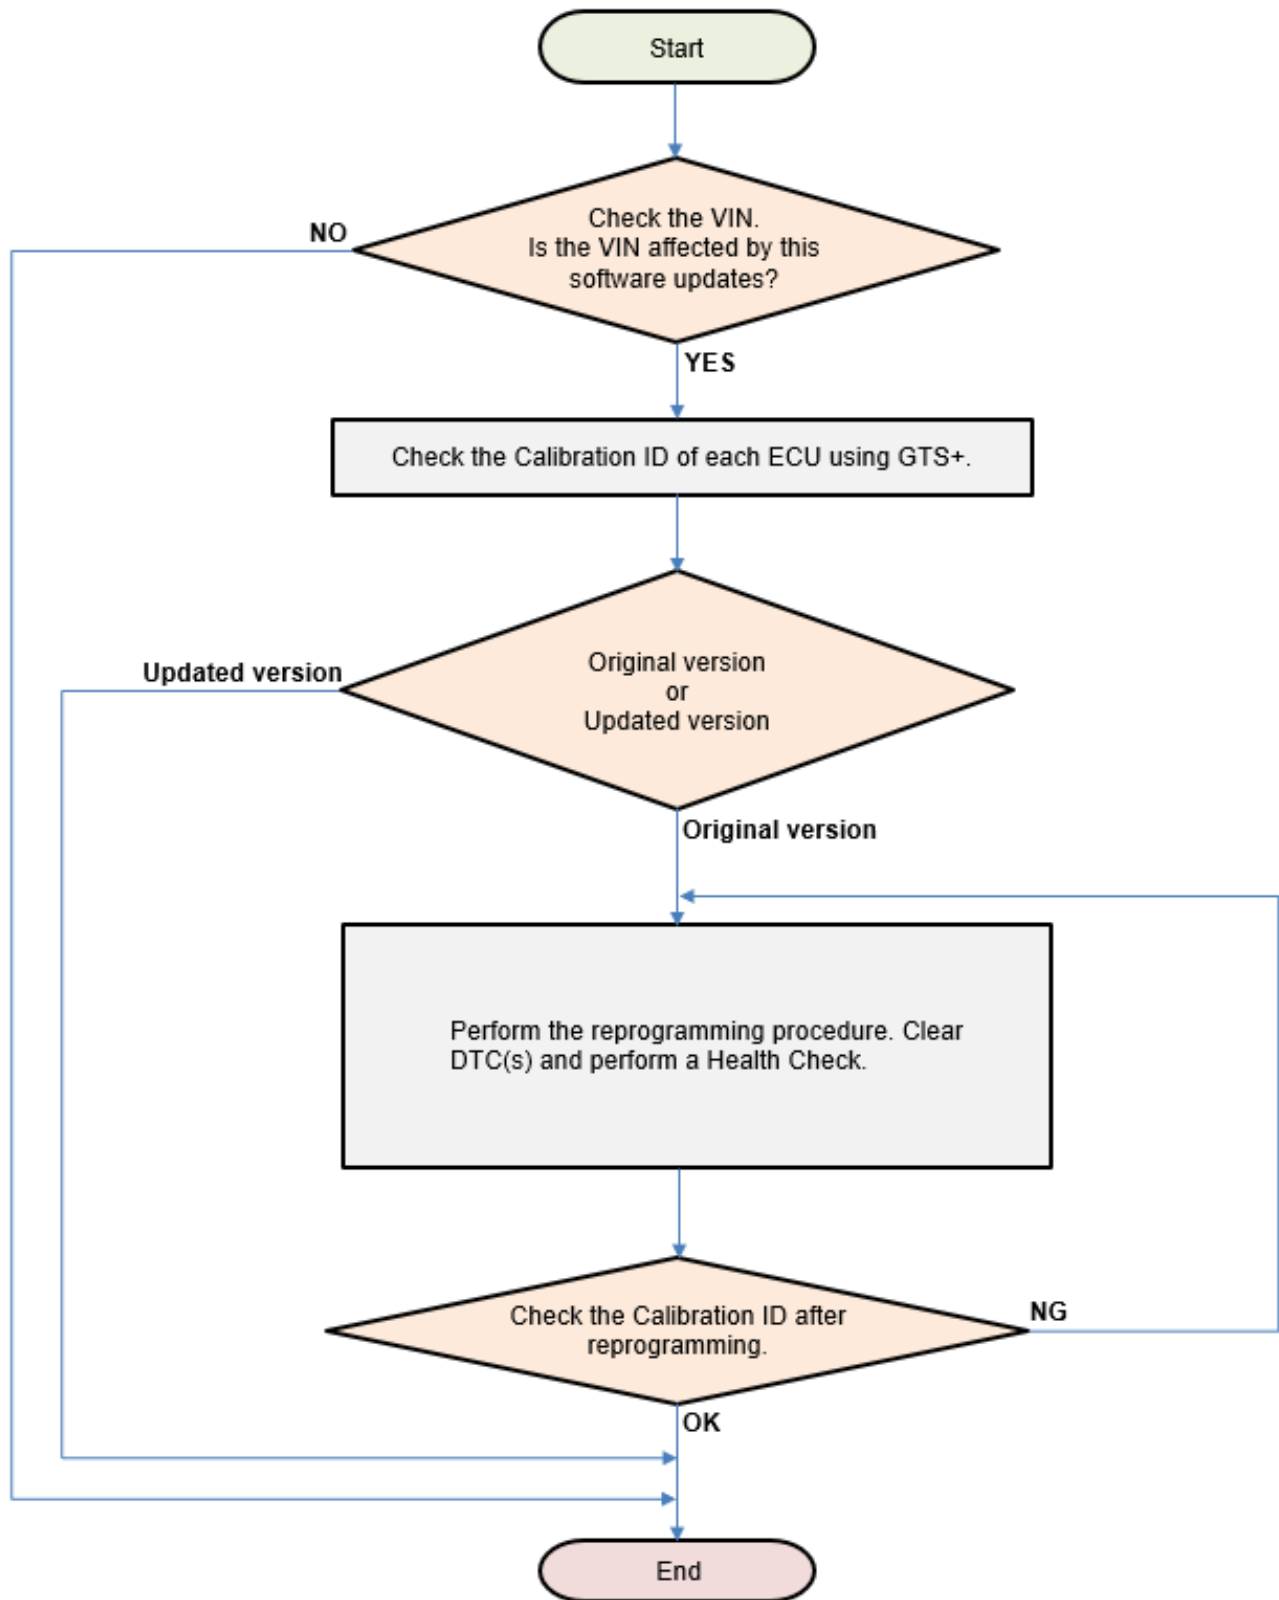 Start
Check the VIN.
Is the VIN affected by this
software updates?
NO
YES
Check the Calibration ID of each ECU using GTS+.
Original version
or
Updated version
Updated version
Original version
Perform the reprogramming procedure. Clear
DTC(s) and perform a Health Check.
Check the Calibration ID after
reprogramming.
NG
OK
End